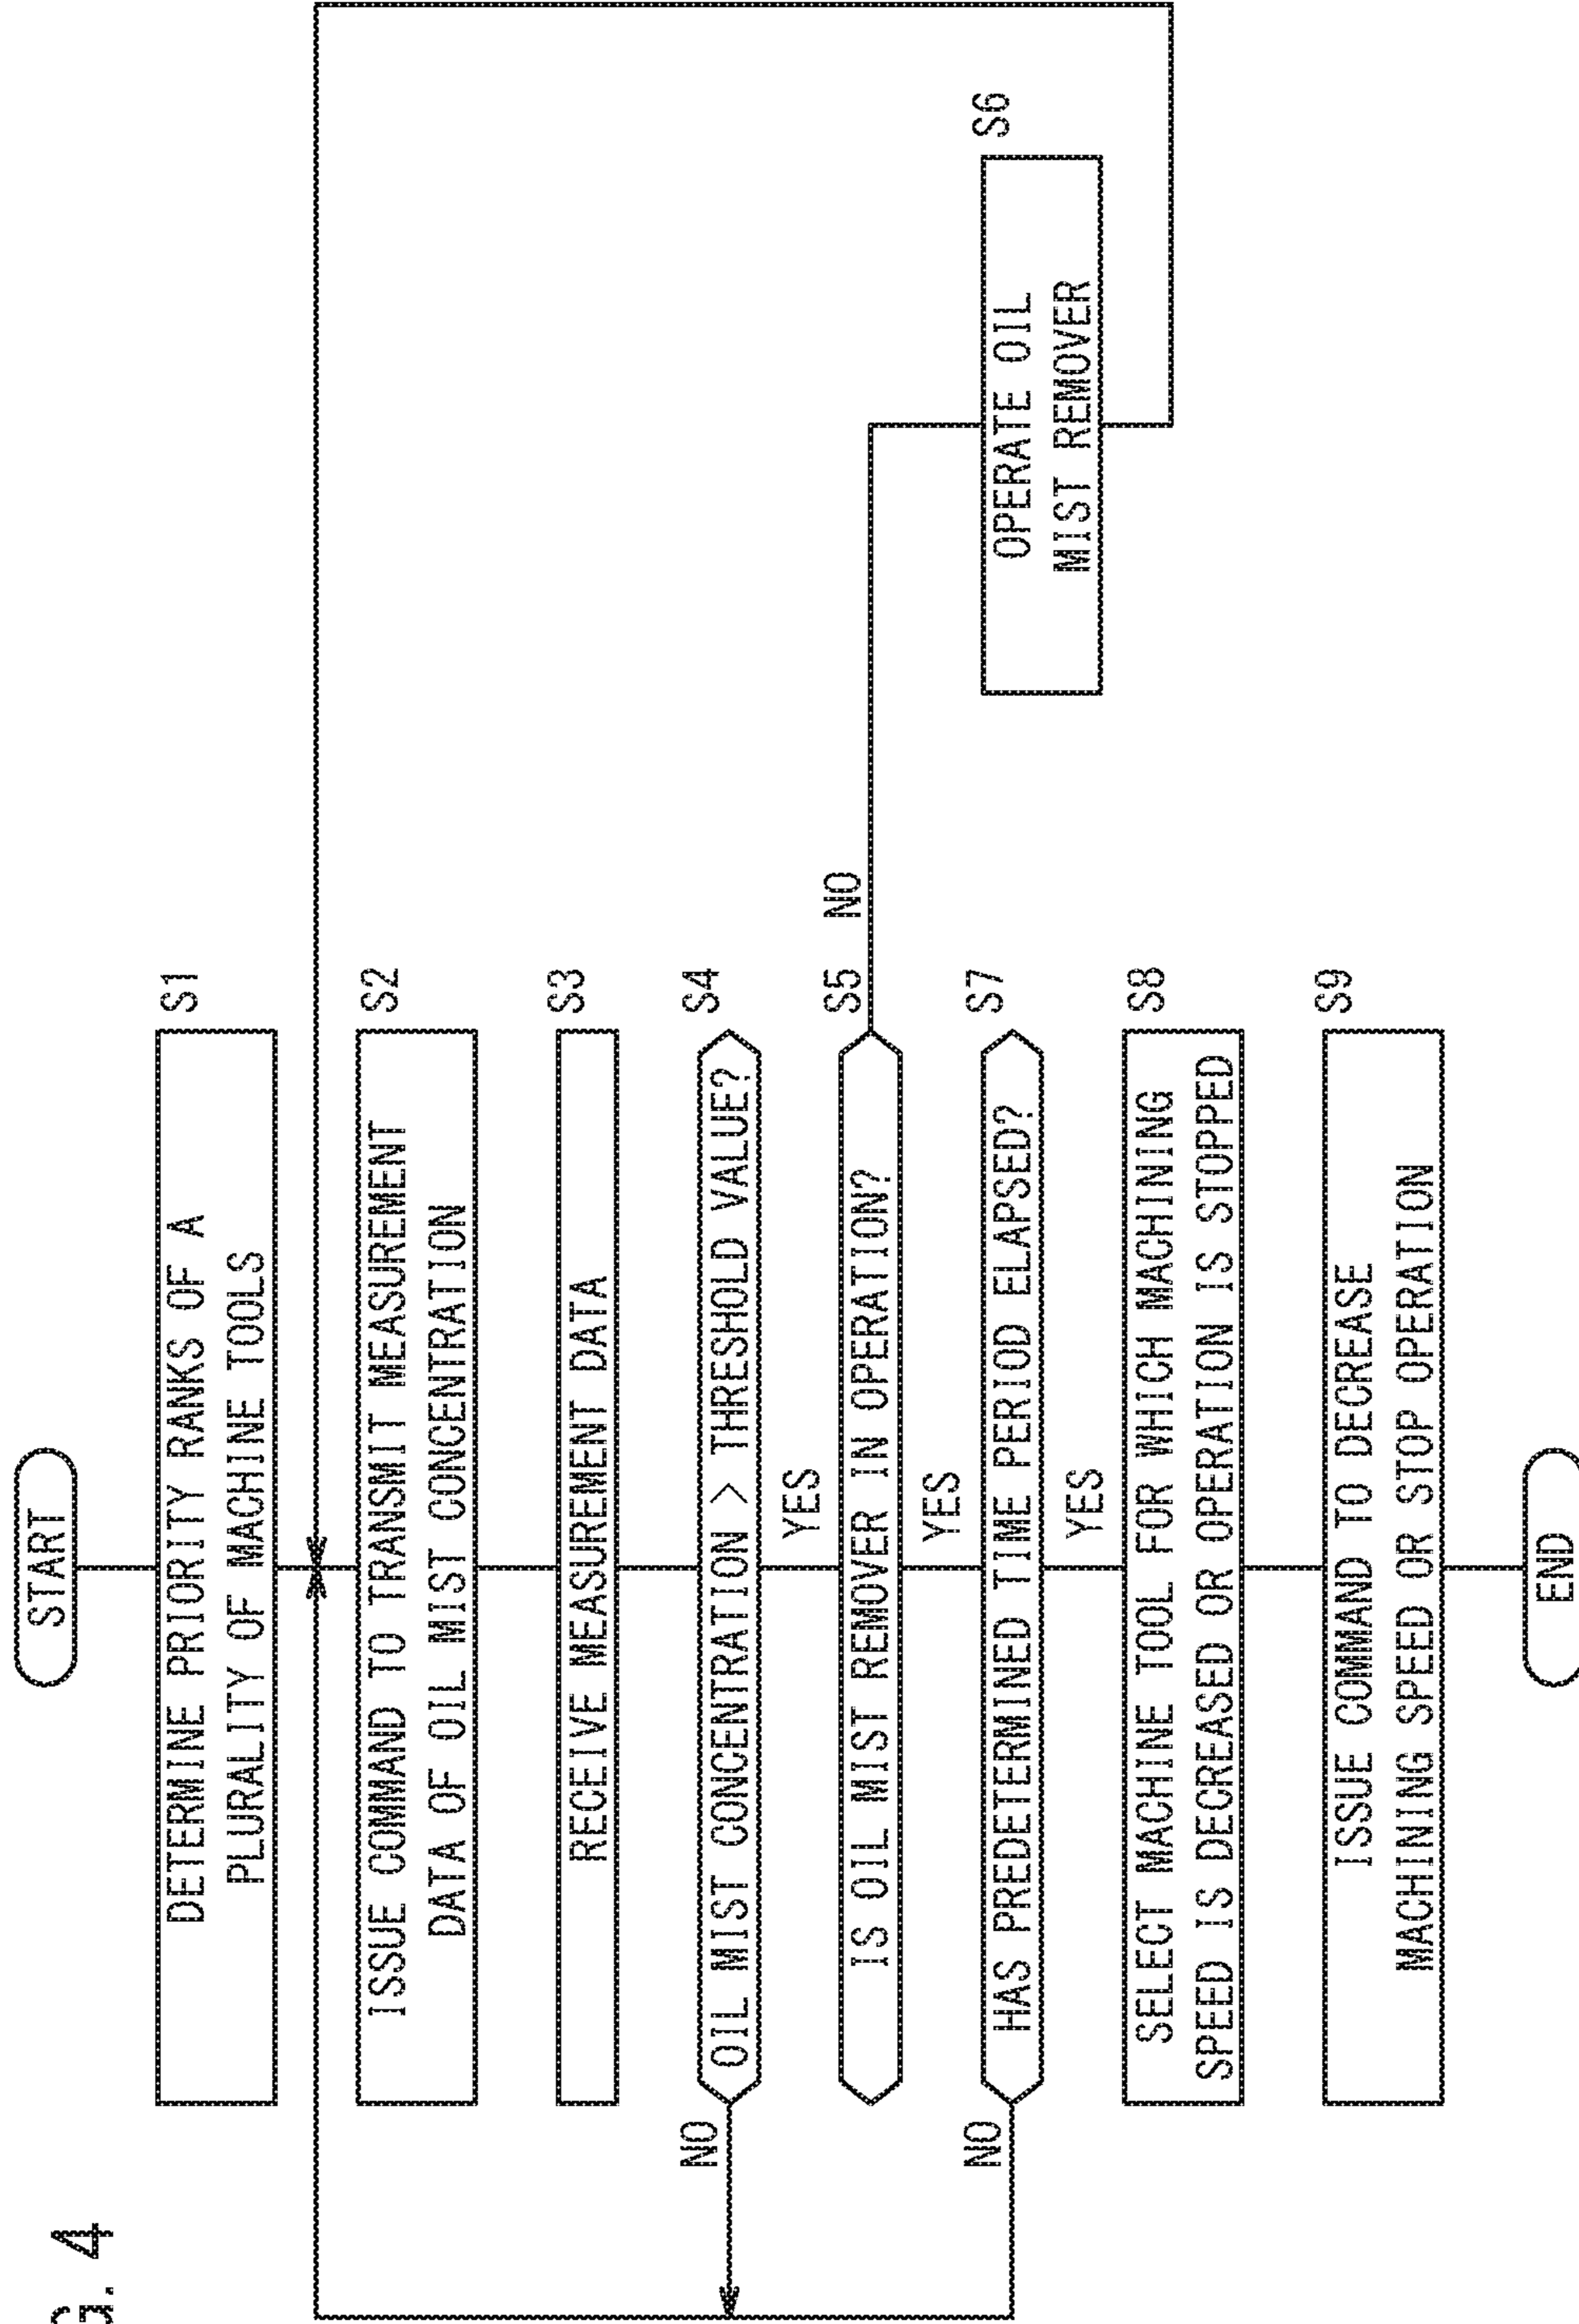 G. 4
START
DETERMINE PRIORITY RANKS OF A
PLURALITY OF MACHINE TOOLS
S1
ISSUE COMMAND TO TRANSMIT MEASUREMENT
DATA OF OIL MIST CONCENTRATION
S2
RECEIVE MEASUREMENT DATA
S3
OIL MIST CONCENTRATION > THRESHOLD VALUE?
S4
NO
YES
IS OIL MIST REMOVER IN OPERATION?
S5
NO
YES
OPERATE OIL
MIST REMOVER
S6
HAS PREDETERMINED TIME PERIOD ELAPSED?
S7
NO
YES
SELECT MACHINE TOOL FOR WHICH MACHINING
SPEED IS DECREASED OR OPERATION IS STOPPED
S8
ISSUE COMMAND TO DECREASE
MACHINING SPEED OR STOP OPERATION
S9
END